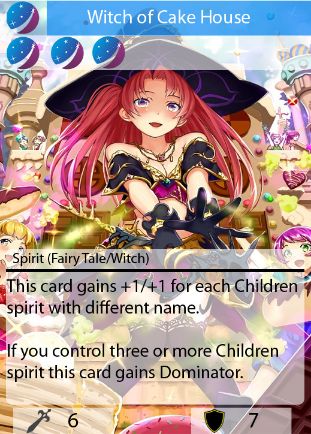 Witch of Cake House
Spirit (Fairy Tale/Witch)
This card gains +1/+1 for each Children
spirit with different name.
If you control three or more Children
spirit this card gains Dominator.
6 7